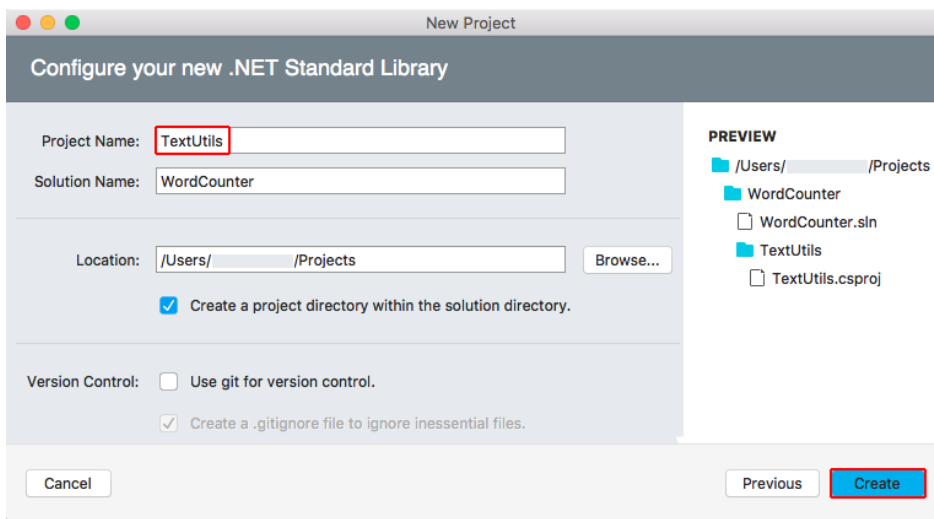 New Project
Configure your new .NET Standard Library
Project Name: TextUtils
Solution Name: WordCounter
Location: /Users/ /Projects Browse...
Create a project directory within the solution directory.
Version Control: Use git for version control.
Create a .gitignore file to ignore inessential files.
PREVIEW
/Users/ /Projects
WordCounter
WordCounter.sln
TextUtils
TextUtils.csproj
Cancel Previous Create